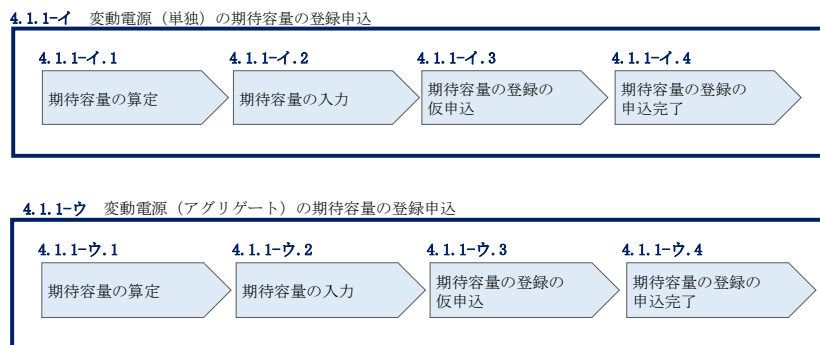 4.1.1-イ 変動電源（単独）の期待容量の登録申込
4.1.1-イ.1
4.1.1-イ.2
4.1.1-イ.3
4.1.1-イ.4
期待容量の算定
期待容量の入力
期待容量の登録の
仮申込
期待容量の登録の
申込完了
4.1.1-ウ 変動電源（アグリゲート）の期待容量の登録申込
4.1.1-ウ.1
4.1.1-ウ.2
4.1.1-ウ.3
4.1.1-ウ.4
期待容量の算定
期待容量の入力
期待容量の登録の
仮申込
期待容量の登録の
申込完了